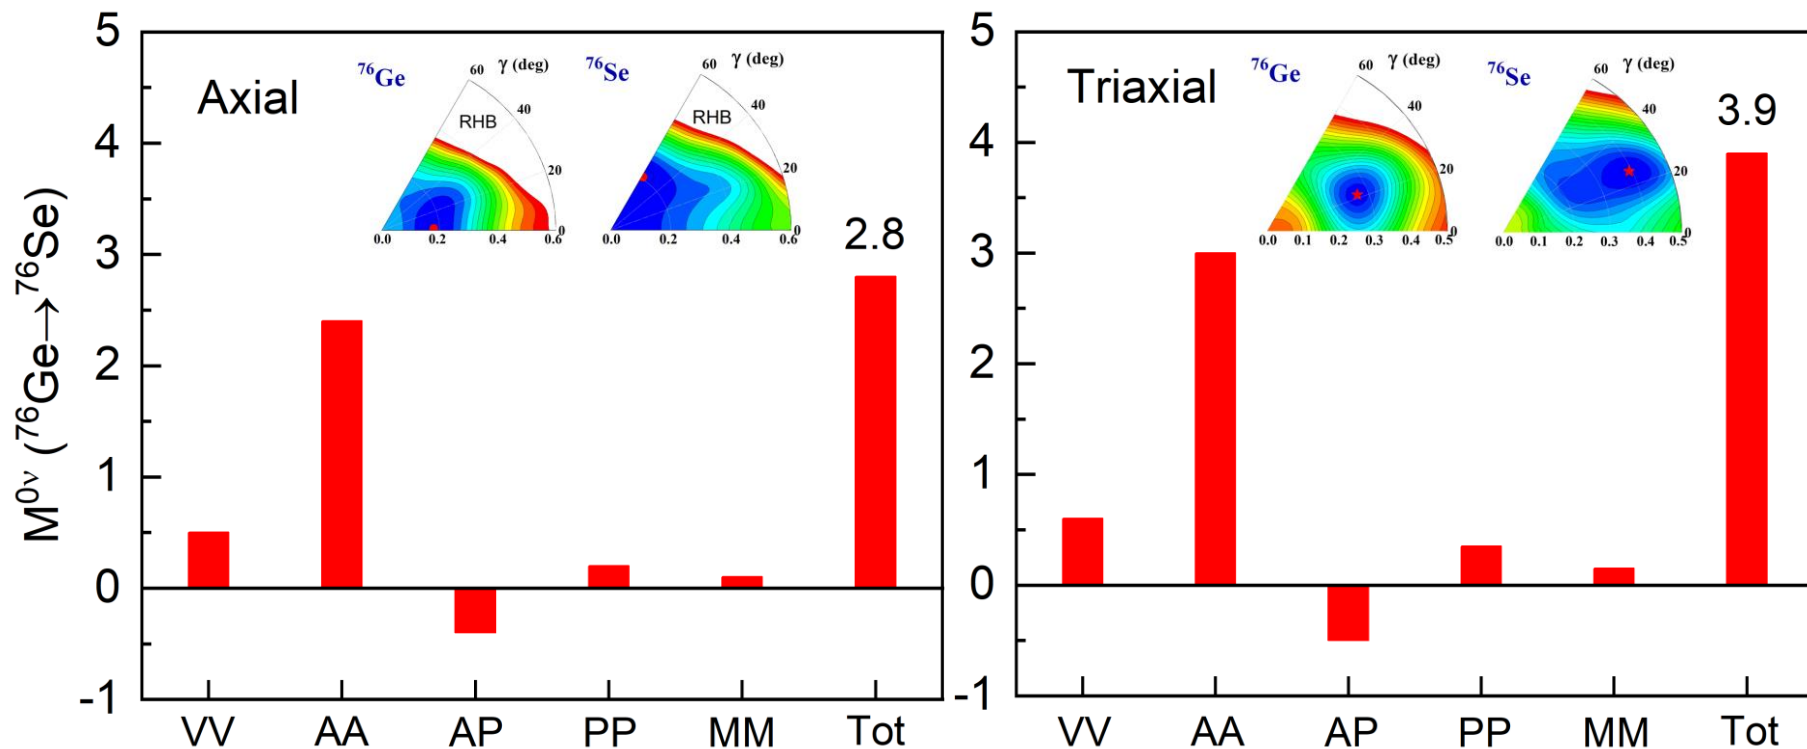 M⁰ᵛ (⁷⁶Ge→⁷⁶Se)
5
4
3
2
1
0
-1
Axial
⁷⁶Ge
60 γ (deg)
40
20
0
RHB
0.0 0.2 0.4 0.6
⁷⁶Se
60 γ (deg)
40
20
0
RHB
0.0 0.2 0.4 0.6
2.8
VV AA AP PP MM Tot
5
4
3
2
1
0
-1
Triaxial
⁷⁶Ge
60 γ (deg)
40
20
0
0.0 0.1 0.2 0.3 0.4 0.5
⁷⁶Se
60 γ (deg)
40
20
0
0.0 0.1 0.2 0.3 0.4 0.5
3.9
VV AA AP PP MM Tot